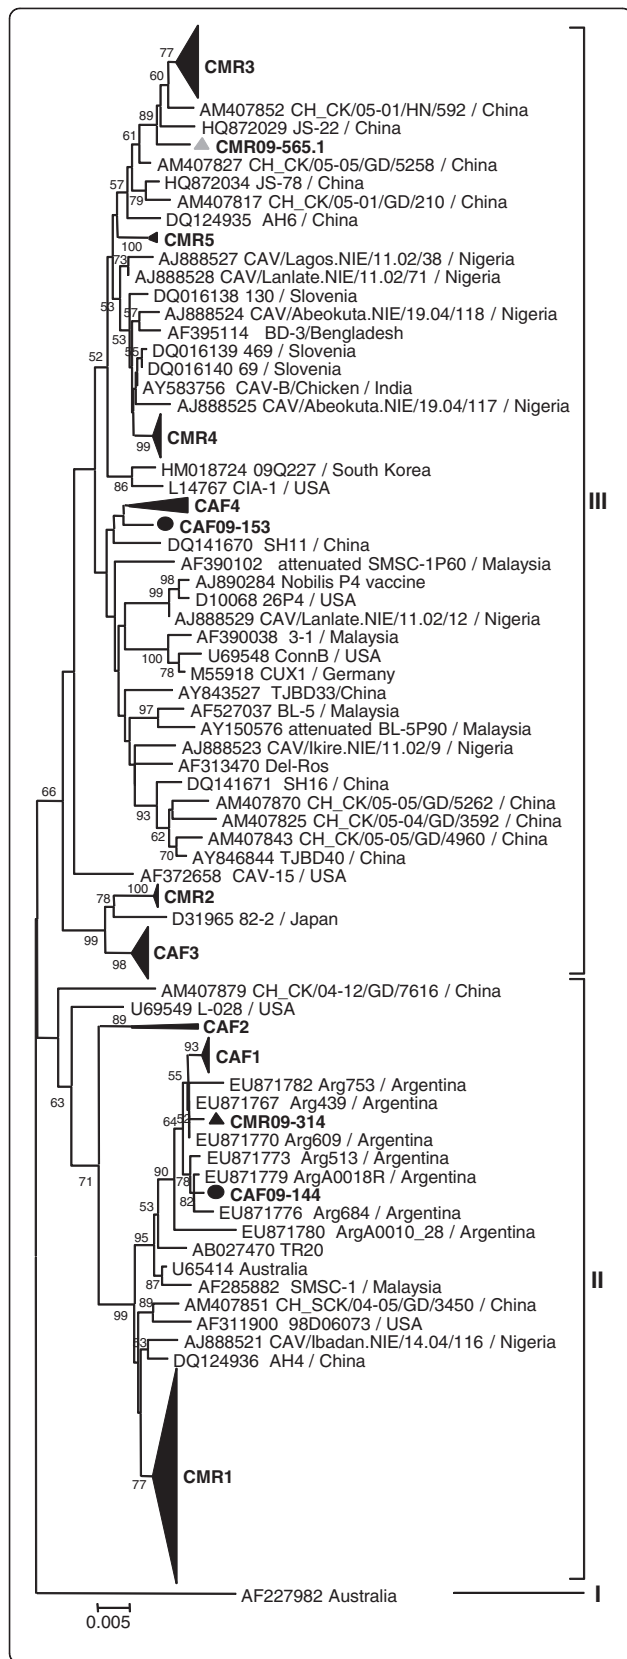 77
CMR3
60
AM407852 CH_CK/05-01/HN/592 / China
89
HQ872029 JS-22 / China
CMR09-565.1
61
AM407827 CH_CK/05-05/GD/5258 / China
57
HQ872034 JS-78 / China
79
AM407817 CH_CK/05-01/GD/210 / China
DQ124935 AH6 / China
CMR5
100
73
AJ888527 CAV/Lagos.NIE/11.02/38 / Nigeria
AJ888528 CAV/Lanlate.NIE/11.02/71 / Nigeria
53
DQ016138 130 / Slovenia
57
AJ888524 CAV/Abeokuta.NIE/19.04/118 / Nigeria
AF395114 BD-3/Bengladesh
53
DQ016139 469 / Slovenia
52
DQ016140 69 / Slovenia
AY583756 CAV-B/Chicken / India
AJ888525 CAV/Abeokuta.NIE/19.04/117 / Nigeria
CMR4
99
HM018724 09Q227 / South Korea
86
L14767 CIA-1 / USA
III
CAF4
CAF09-153
DQ141670 SH11 / China
AF390102 attenuated SMSC-1P60 / Malaysia
98
AJ890284 Nobilis P4 vaccine
99
D10068 26P4 / USA
AJ888529 CAV/Lanlate.NIE/11.02/12 / Nigeria
AF390038 3-1 / Malaysia
100
U69548 ConnB / USA
78
M55918 CUX1 / Germany
AY843527 TJBD33/China
97
AF527037 BL-5 / Malaysia
AY150576 attenuated BL-5P90 / Malaysia
AJ888523 CAV/Ikire.NIE/11.02/9 / Nigeria
AF313470 Del-Ros
DQ141671 SH16 / China
66
AM407870 CH_CK/05-05/GD/5262 / China
93
AM407825 CH_CK/05-04/GD/3592 / China
62
AM407843 CH_CK/05-05/GD/4960 / China
70
AY846844 TJBD40 / China
AF372658 CAV-15 / USA
100
CMR2
78
D31965 82-2 / Japan
99
CAF3
98
AM407879 CH_CK/04-12/GD/7616 / China
U69549 L-028 / USA
89
CAF2
93
CAF1
55
EU871782 Arg753 / Argentina
63
EU871767 Arg439 / Argentina
64
52
CMR09-314
EU871770 Arg609 / Argentina
EU871773 Arg513 / Argentina
71
90
78
EU871779 ArgA0018R / Argentina
CAF09-144
82
EU871776 Arg684 / Argentina
53
EU871780 ArgA0010_28 / Argentina
95
AB027470 TR20
U65414 Australia
II
87
AF285882 SMSC-1 / Malaysia
89
AM407851 CH_SCK/04-05/GD/3450 / China
99
AF311900 98D06073 / USA
AJ888521 CAV/Ibadan.NIE/14.04/116 / Nigeria
DQ124936 AH4 / China
CMR1
77
AF227982 Australia
I
0.005